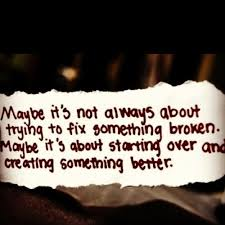 Maybe it's not always about
trying to fix something broken.
Maybe it's about starting over and
creating something better.